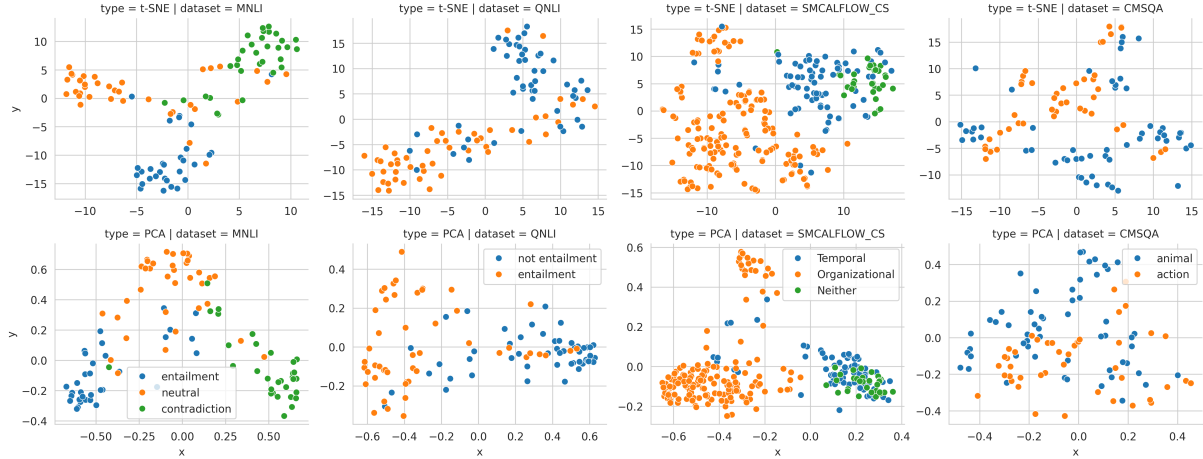 type = t-SNE | dataset = MNLI
type = t-SNE | dataset = QNLI
type = t-SNE | dataset = SMCALFLOW_CS
type = t-SNE | dataset = CMSQA
y
10
5
0
−5
−10
−15
−10 −5 0 5 10
15
10
5
0
−5
−10
−15
−15 −10 −5 0 5 10 15
15
10
5
0
−5
−10
−15
−10 0 10
15
10
5
0
−5
−10
−15 −10 −5 0 5 10 15
type = PCA | dataset = MNLI
type = PCA | dataset = QNLI
type = PCA | dataset = SMCALFLOW_CS
type = PCA | dataset = CMSQA
y
0.6
0.4
0.2
0.0
−0.2
−0.4
entailment
neutral
contradiction
−0.50 −0.25 0.00 0.25 0.50
x
0.4
0.2
0.0
−0.2
not entailment
entailment
−0.6 −0.4 −0.2 0.0 0.2 0.4 0.6
x
0.6
0.4
0.2
0.0
−0.2
Temporal
Organizational
Neither
−0.6 −0.4 −0.2 0.0 0.2 0.4
x
0.4
0.2
0.0
−0.2
−0.4
animal
action
−0.4 −0.2 0.0 0.2 0.4
x